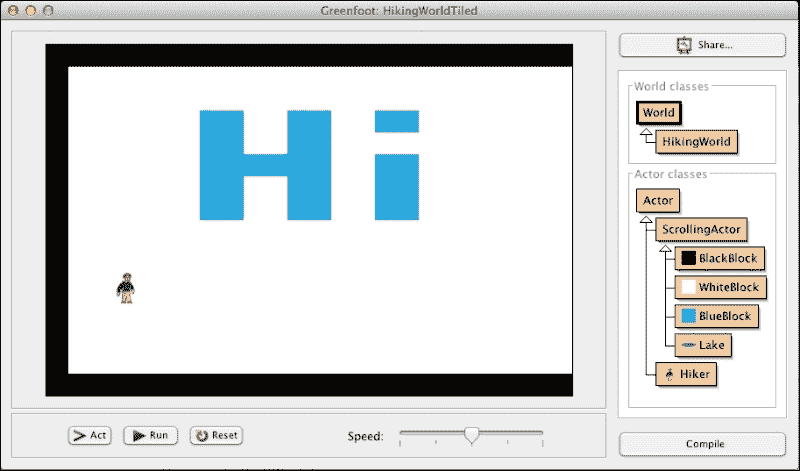 Greenfoot: HikingWorldTiled
Hi
Share...
World classes
World
HikingWorld
Actor classes
Actor
ScrollingActor
BlackBlock
WhiteBlock
BlueBlock
Lake
Hiker
Act
Run
Reset
Speed:
Compile